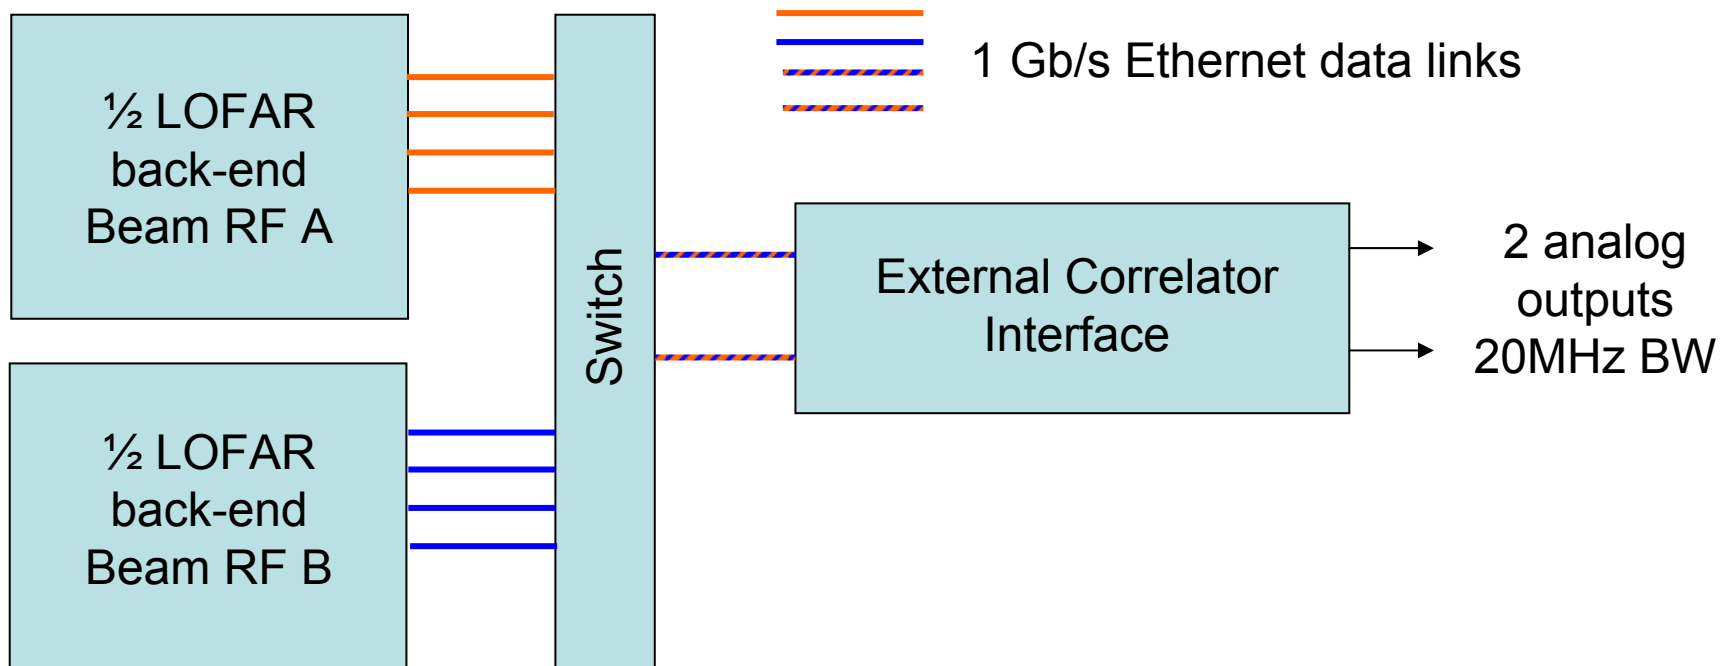 ½ LOFAR
back-end
Beam RF A
½ LOFAR
back-end
Beam RF B
Switch
1 Gb/s Ethernet data links
External Correlator
Interface
2 analog
outputs
20MHz BW